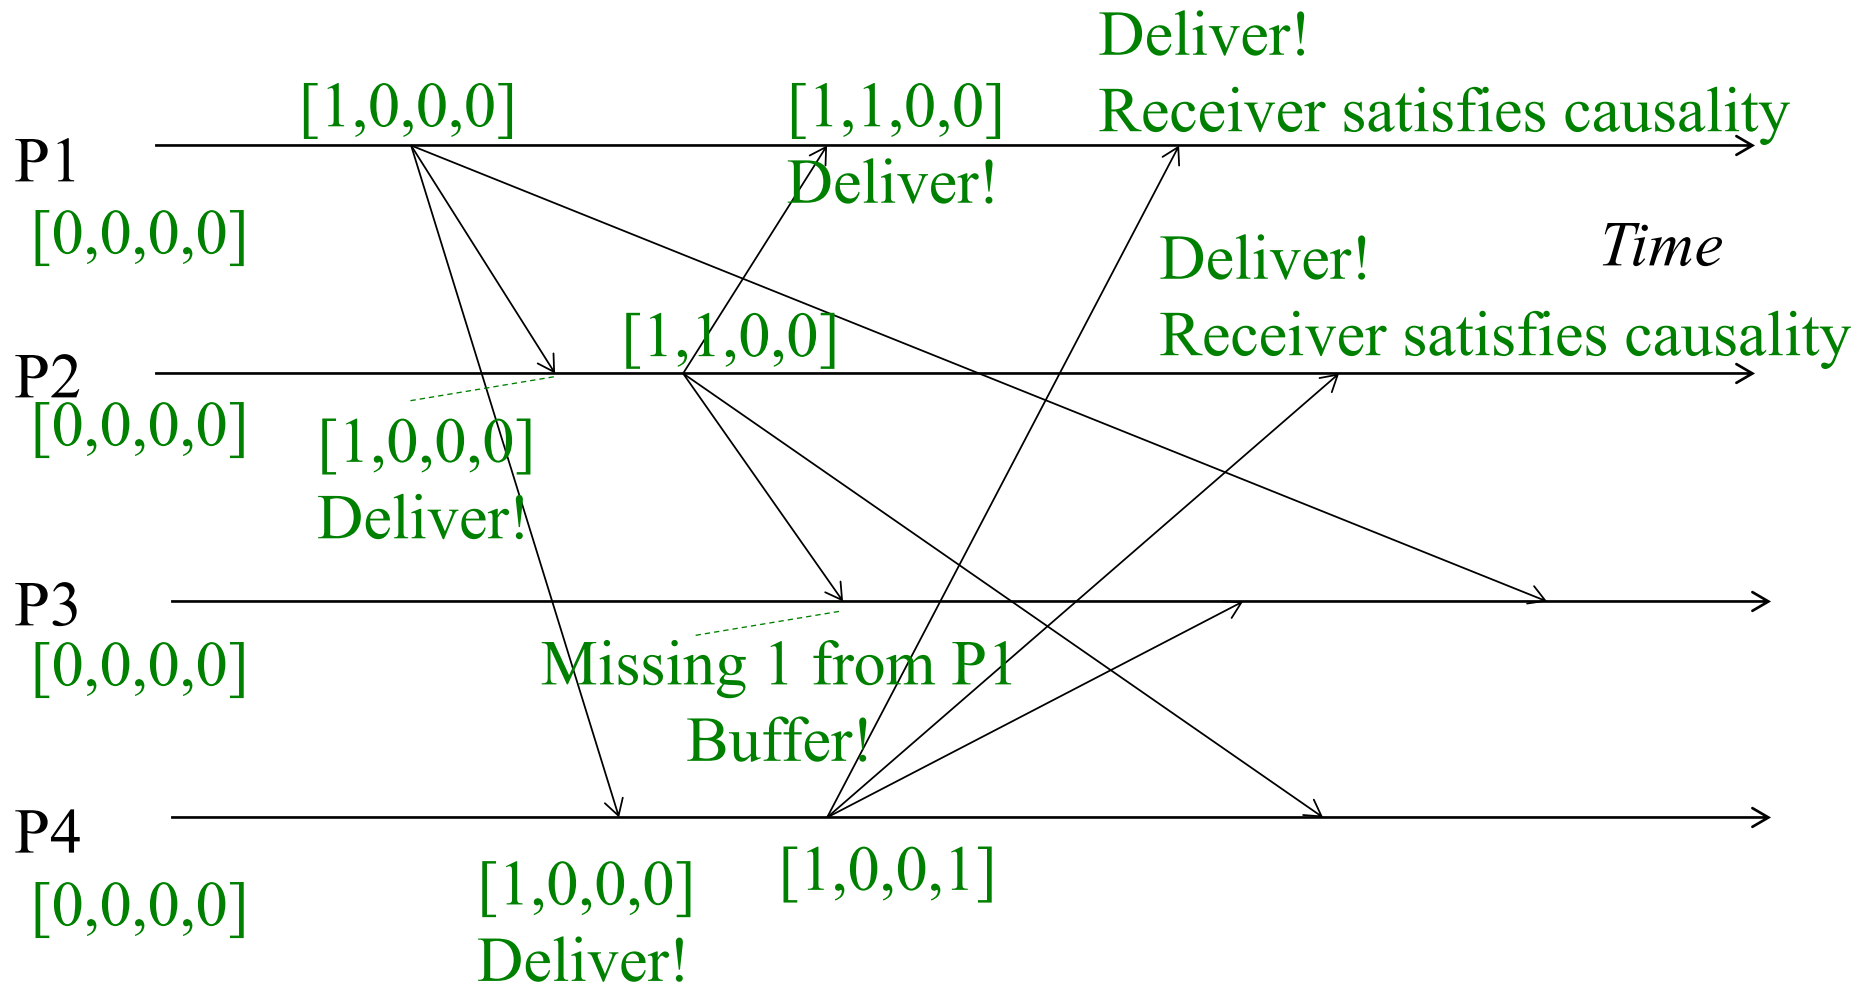 Deliver!
Receiver satisfies causality
[1,0,0,0]
[1,1,0,0]
P1
Deliver!
[0,0,0,0]
Time
Deliver!
Receiver satisfies causality
[1,1,0,0]
P2
[0,0,0,0]
[1,0,0,0]
Deliver!
P3
[0,0,0,0]
Missing 1 from P1
Buffer!
P4
[0,0,0,0]
[1,0,0,0]
Deliver!
[1,0,0,1]